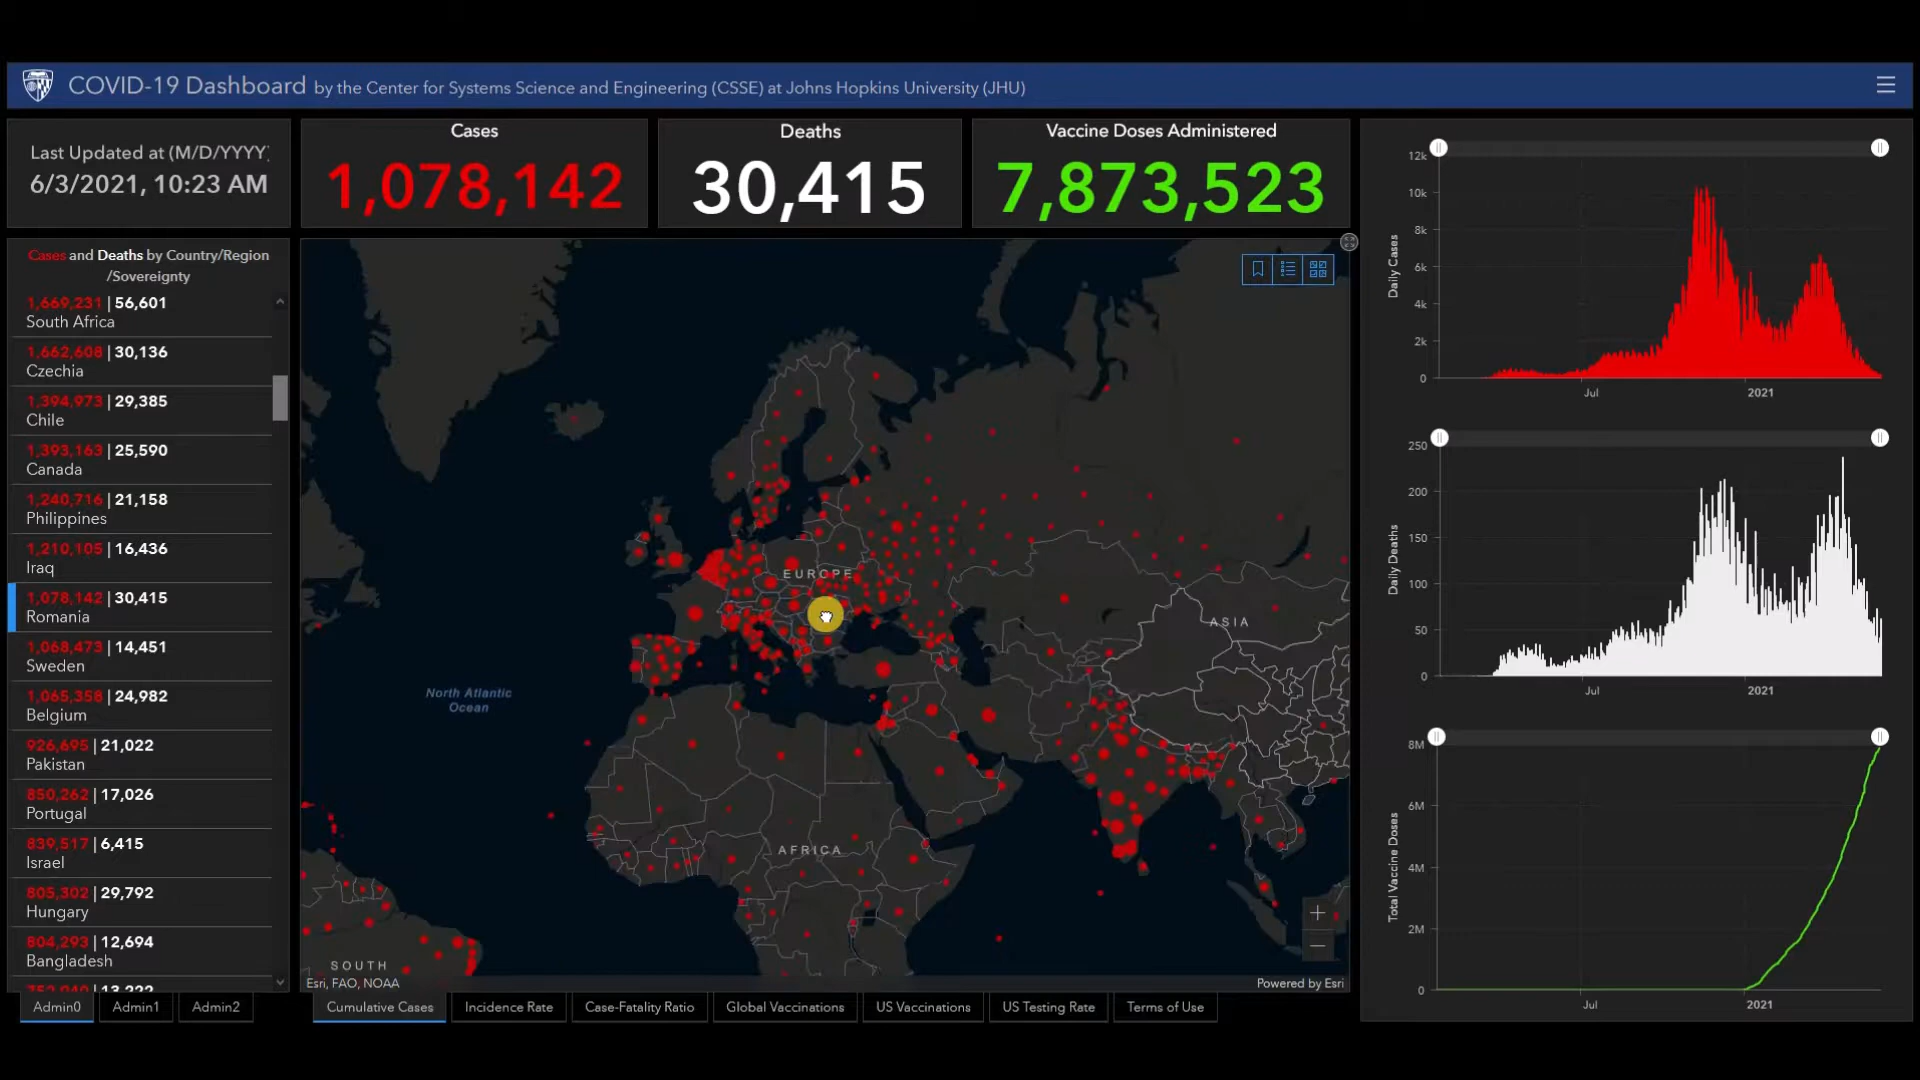 COVID-19 Dashboard by the Center for Systems Science and Engineering (CSSE) at Johns Hopkins University (JHU)
Last Updated at (M/D/YYYY)
6/3/2021, 10:23 AM
Cases
1,078,142
Deaths
30,415
Vaccine Doses Administered
7,873,523
Cases and Deaths by Country/Region
/Sovereignty
1,669,231 | 56,601
South Africa
1,662,608 | 30,136
Czechia
1,394,973 | 29,385
Chile
1,393,163 | 25,590
Canada
1,240,716 | 21,158
Philippines
1,210,105 | 16,436
Iraq
1,078,142 | 30,415
Romania
1,068,473 | 14,451
Sweden
1,065,358 | 24,982
Belgium
926,695 | 21,022
Pakistan
850,262 | 17,026
Portugal
839,517 | 6,415
Israel
805,302 | 29,792
Hungary
804,293 | 12,694
Bangladesh
Admin0
Admin1
Admin2
EUROPE
ASIA
North Atlantic
Ocean
AFRICA
SOUTH
Esri, FAO, NOAA
Powered by Esri
Cumulative Cases
Incidence Rate
Case-Fatality Ratio
Global Vaccinations
US Vaccinations
US Testing Rate
Terms of Use
Daily Cases
12k
10k
8k
6k
4k
2k
0
Jul
2021
Daily Deaths
250
200
150
100
50
0
Jul
2021
Total Vaccine Doses
8M
6M
4M
2M
0
Jul
2021